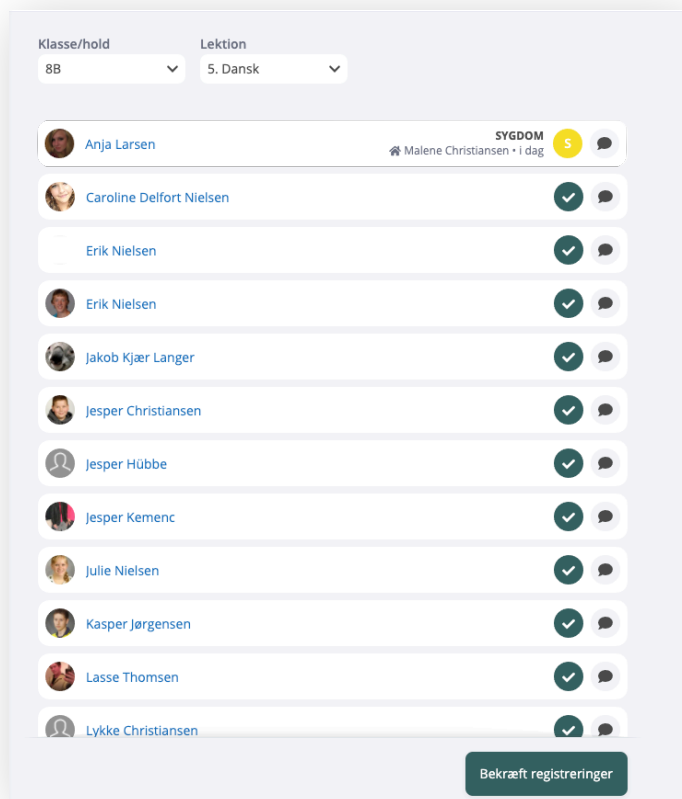 Klasse/hold
Lektion
8B
5. Dansk
Anja Larsen
SYGDOM
Malene Christiansen • i dag
S
Caroline Delfort Nielsen
Erik Nielsen
Erik Nielsen
Jakob Kjær Langer
Jesper Christiansen
Jesper Hübbe
Jesper Kemenc
Julie Nielsen
Kasper Jørgensen
Lasse Thomsen
Lykke Christiansen
Bekræft registreringer